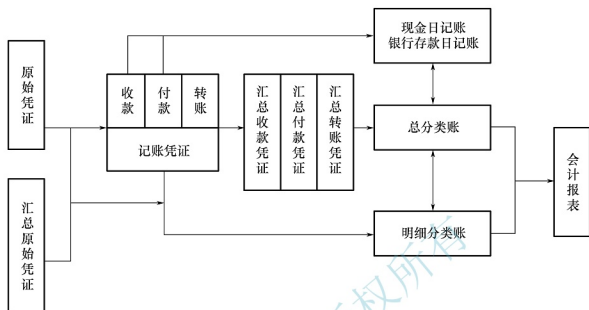 现金日记账
银行存款日记账
原始凭证
收款
付款
转账
记账凭证
汇总收款凭证
汇总付款凭证
汇总转账凭证
总分类账
会计报表
汇总原始凭证
明细分类账
权所有